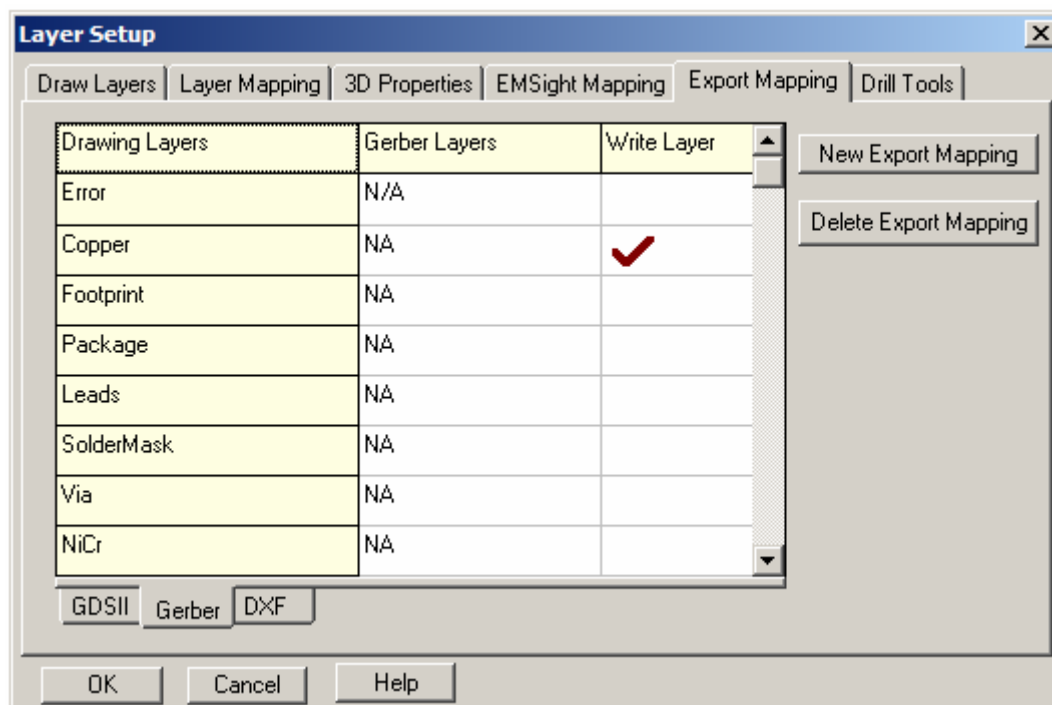 Layer Setup
Draw Layers Layer Mapping 3D Properties EMSight Mapping Export Mapping Drill Tools
Drawing Layers Gerber Layers Write Layer
New Export Mapping
Error N/A
Delete Export Mapping
Copper NA
Footprint NA
Package NA
Leads NA
SolderMask NA
Via NA
NiCr NA
GDSII Gerber DXF
OK Cancel Help